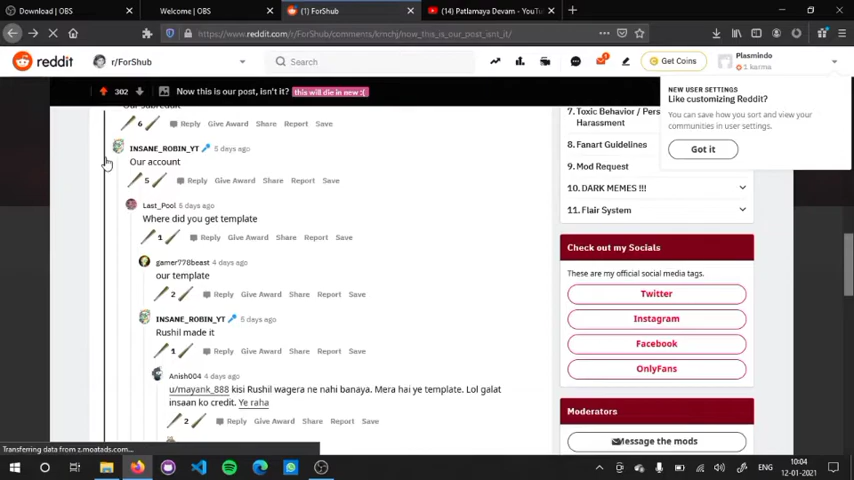 Download | OBS
Welcome | OBS
(1) ForShub
(14) Patlamaya Devam - YouT
https://www.reddit.com/r/ForShub/comments/kmchj/now_this_is_our_post_isnt_it/
reddit
r/ForShub
Search
Get Coins
Plasmindo
1 karma
302
Now this is our post, isn't it?
this will die in new :(
NEW USER SETTINGS
Like customizing Reddit?
You can save how you sort and view your
communities in user settings.
Got it
Our subreddit
6 Reply Give Award Share Report Save
INSANE_ROBIN_YT 5 days ago
Our account
5 Reply Give Award Share Report Save
Last_Pool 5 days ago
Where did you get template
1 Reply Give Award Share Report Save
gamer778beast 4 days ago
our template
2 Reply Give Award Share Report Save
INSANE_ROBIN_YT 5 days ago
Rushil made it
1 Reply Give Award Share Report Save
Anish004 4 days ago
u/mayank_888 kisi Rushil wagera ne nahi banaya. Mera hai ye template. Lol galat
insaan ko credit. Ye raha
2 Reply Give Award Share Report Save
7. Toxic Behavior / Pers
Harassment
8. Fanart Guidelines
9. Mod Request
10. DARK MEMES !!!
11. Flair System
Check out my Socials
These are my official social media tags.
Twitter
Instagram
Facebook
OnlyFans
Moderators
Message the mods
Transferring data from z.moatads.com...
ENG
10:04
12-01-2021